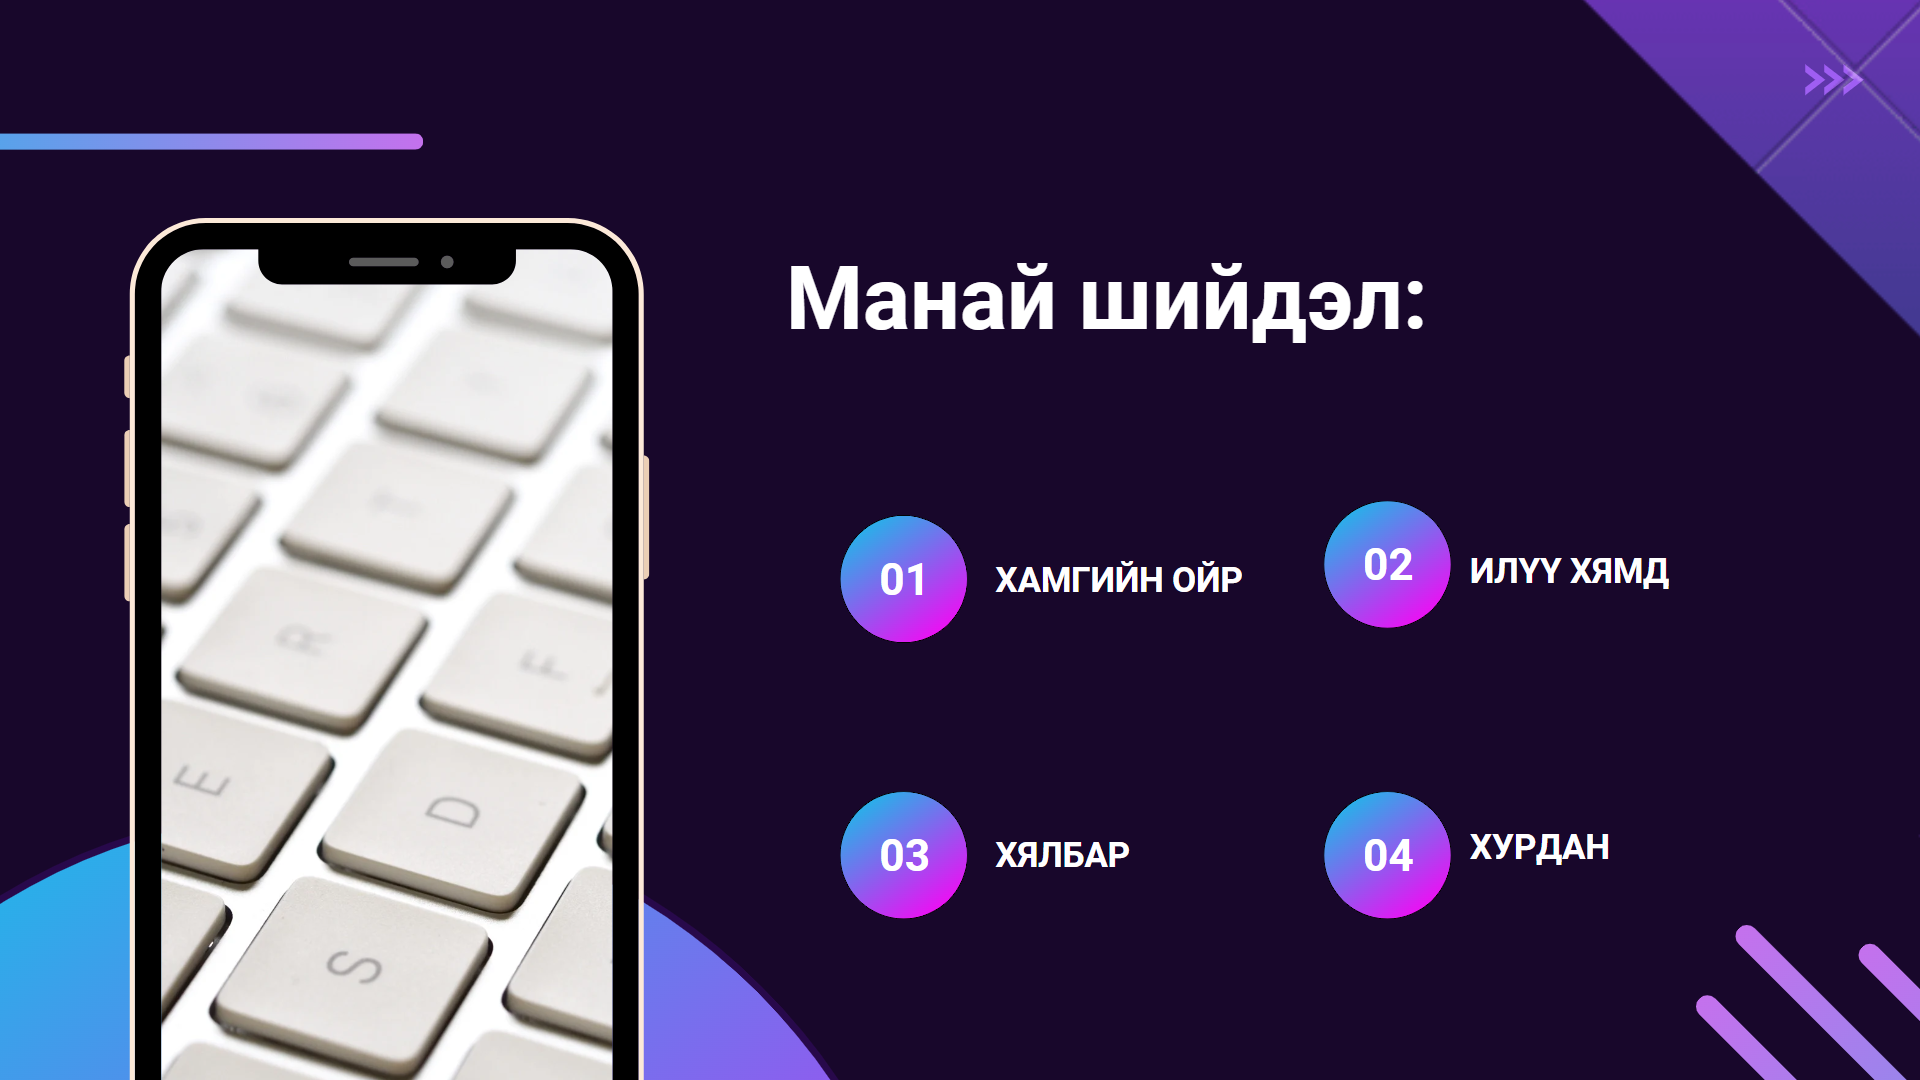 Манай шийдэл:
01 ХАМГИЙН ОЙР
02 ИЛҮҮ ХЯМД
03 ХЯЛБАР
04 ХУРДАН
R
F
E
D
S